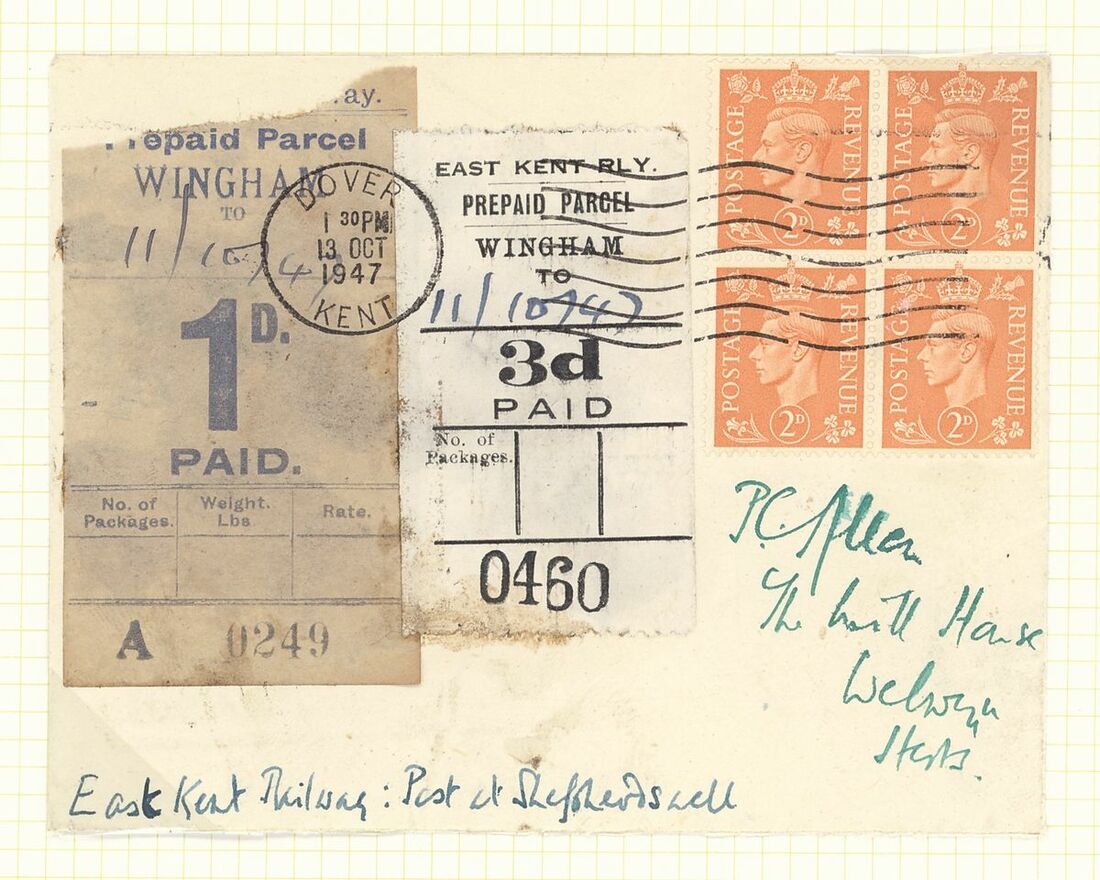 ay.
repaid Parcel
WINGHAM
TO
11/10/47
1D.
PAID.
No. of Packages. Weight. Lbs Rate.
A 0249
EAST KENT RLY.
PREPAID PARCEL
WINGHAM
TO
11/10/47
3d
PAID
No. of
Packages.
0460
DOVER
1 30PM
13 OCT
1947
KENT
POSTAGE REVENUE
2D
POSTAGE REVENUE
2D
POSTAGE REVENUE
2D
POSTAGE REVENUE
2D
P.C. Allen
The Mill House
Welwyn
Herts.
East Kent Railway: Post at Shepherdswell